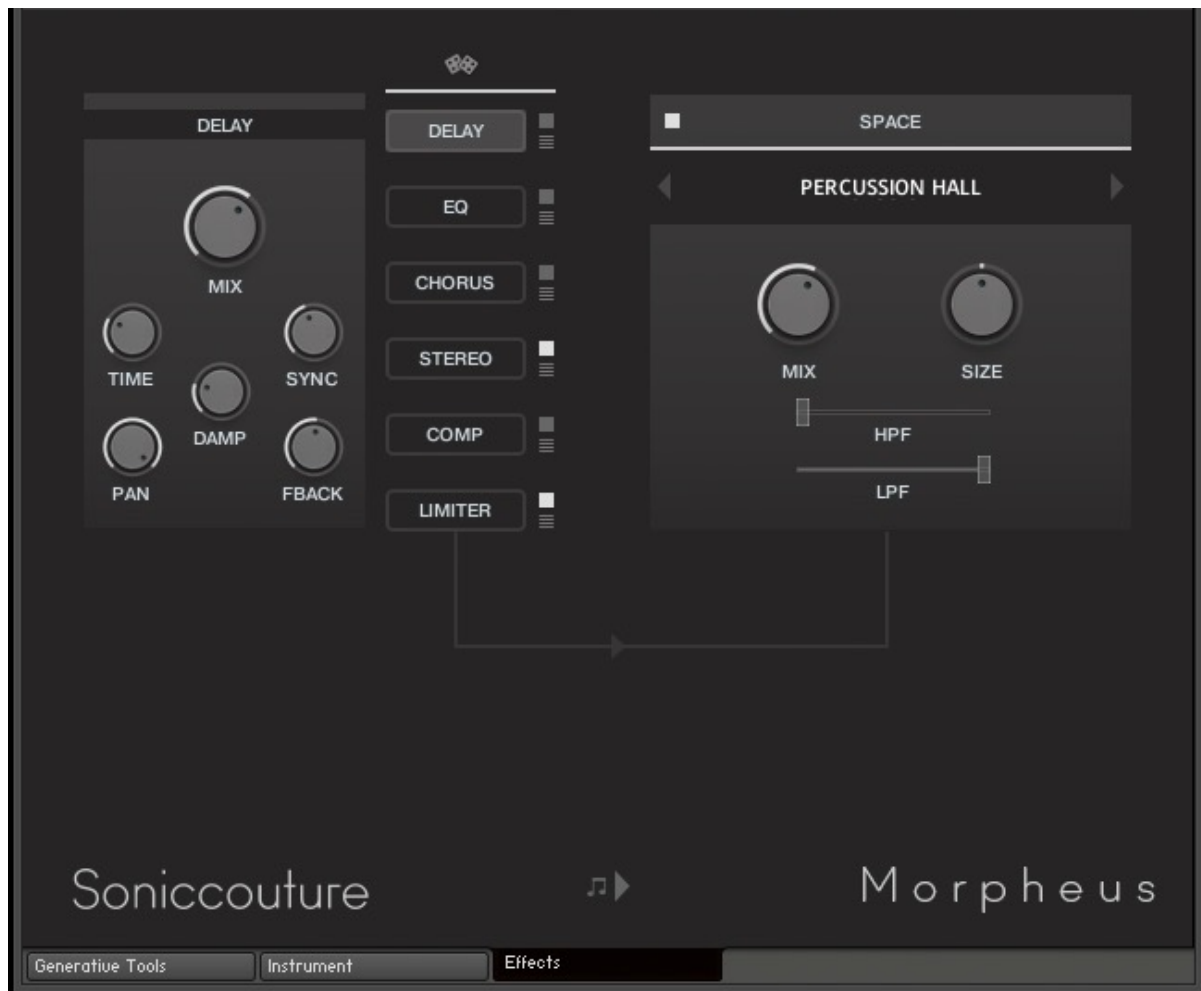 DELAY
MIX
TIME
SYNC
DAMP
PAN
FBACK
DELAY
EQ
CHORUS
STEREO
COMP
LIMITER
SPACE
PERCUSSION HALL
MIX
SIZE
HPF
LPF
Soniccouture
Morpheus
Generative Tools
Instrument
Effects